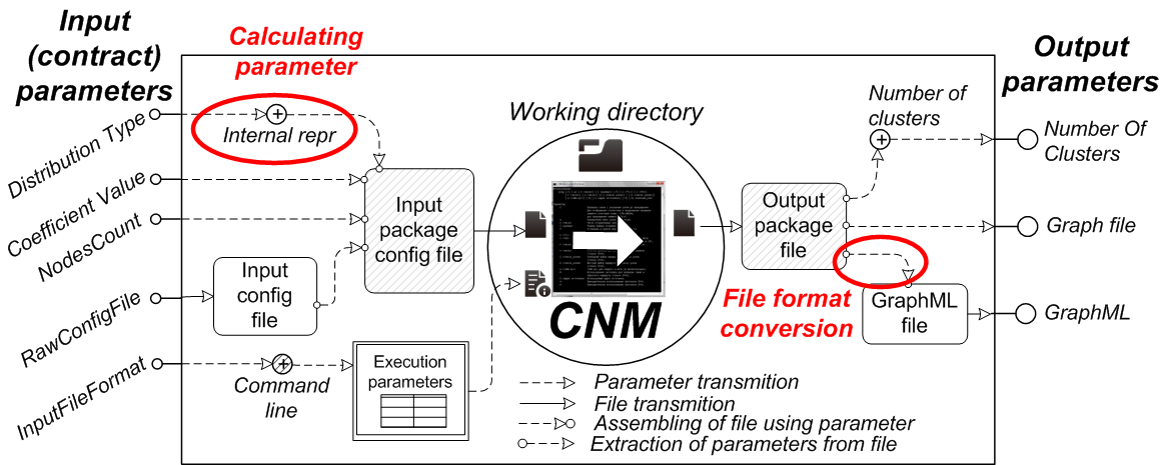 Input
(contract)
parameters
Calculating
parameter
Output
parameters
Distribution Type
Internal repr
Working directory
Number of
clusters
Number Of
Clusters
Coefficient Value
NodesCount
Input
package
config file
Output
package
file
Graph file
RawConfigFile
Input
config
file
CNM
File format
conversion
GraphML
file
GraphML
InputFileFormat
Command
line
Execution
parameters
Parameter transmition
File transmition
Assembling of file using parameter
Extraction of parameters from file